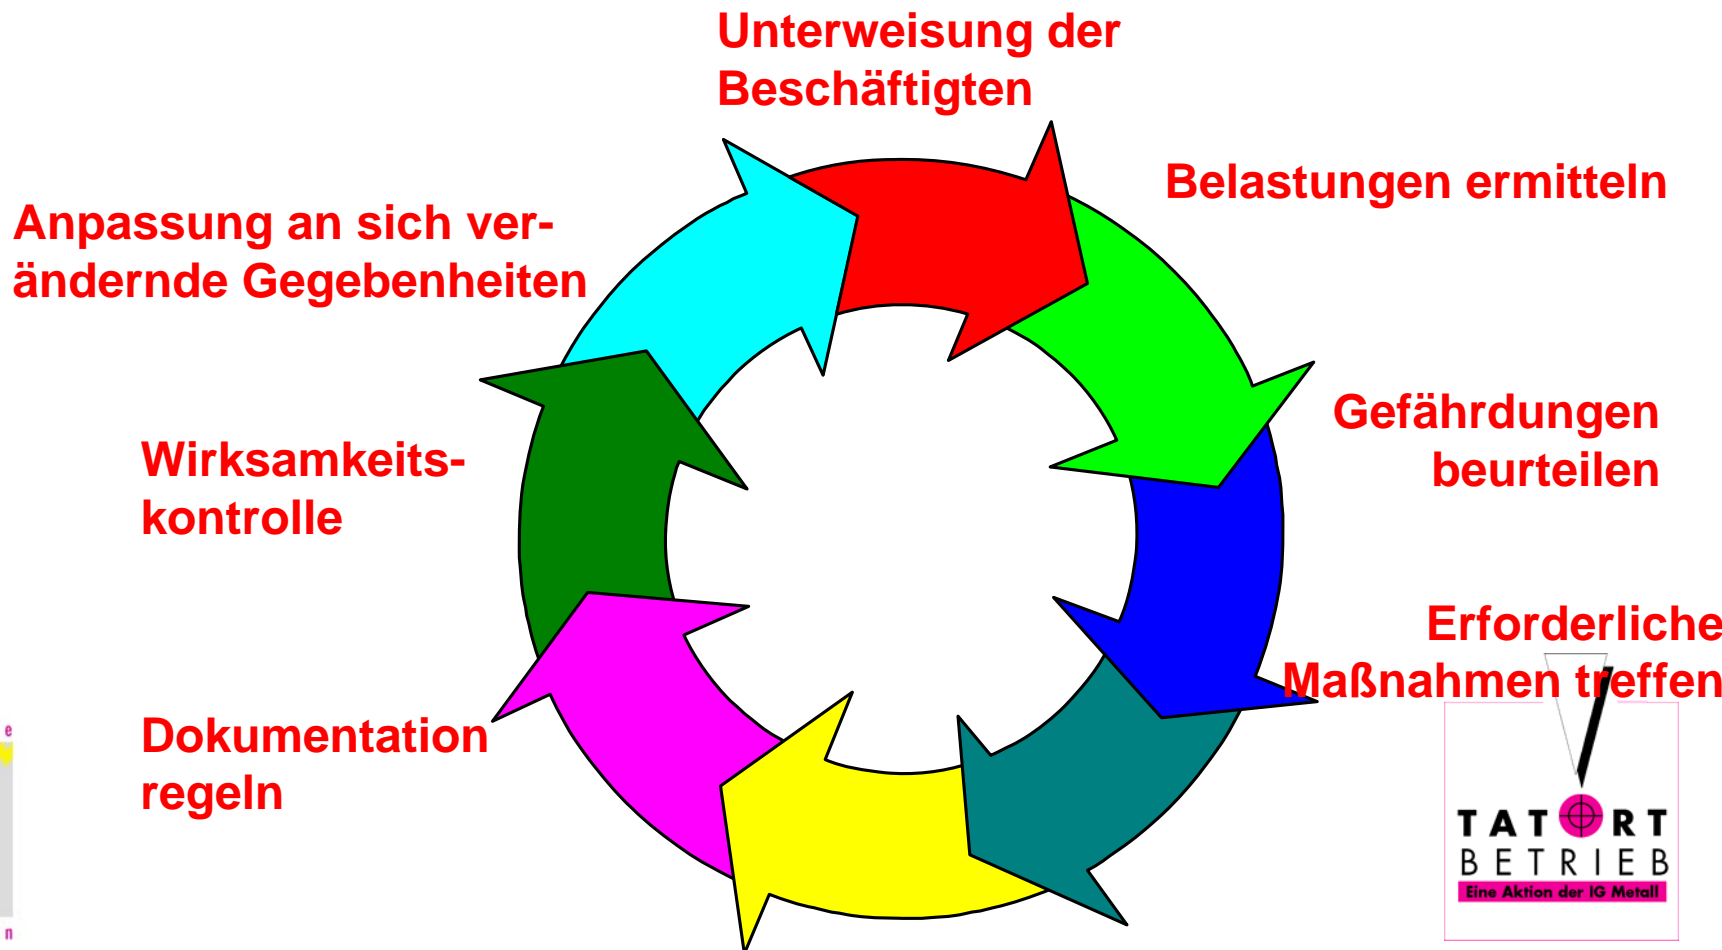 Unterweisung der
Beschäftigten
Belastungen ermitteln
Anpassung an sich ver-
ändernde Gegebenheiten
Gefährdungen
beurteilen
Wirksamkeits-
kontrolle
Erforderliche
Maßnahmen treffen
Dokumentation
regeln
e
TATORT
BETRIEB
Eine Aktion der IG Metall
n